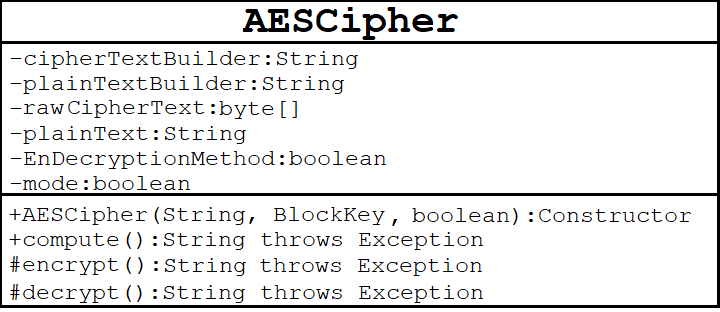 AESCipher
-cipherTextBuilder:String
-plainTextBuilder:String
-rawCipherText:byte[]
-plainText:String
-EnDecryptionMethod:boolean
-mode:boolean
+AESCipher(String, BlockKey, boolean):Constructor
+compute():String throws Exception
#encrypt():String throws Exception
#decrypt():String throws Exception